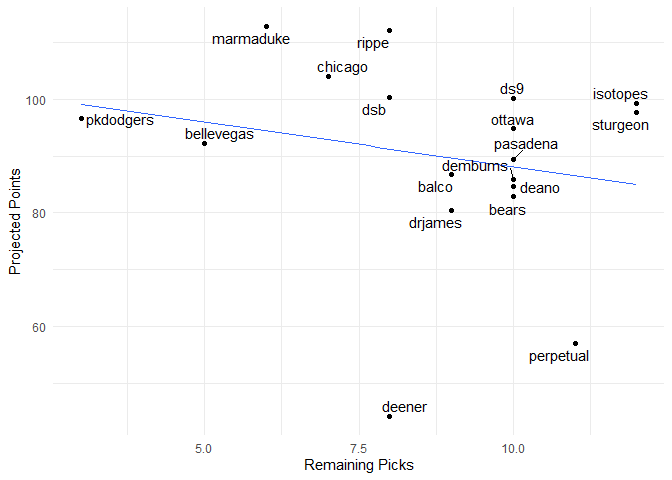 marmaduke
rippe
chicago
isotopes
ds9
dsb
sturgeon
pkdodgers
ottawa
bellevegas
pasadena
dembums
balco
deano
bears
drjames
perpetual
deener
100
80
60
5.0
7.5
10.0
Remaining Picks
Projected Points